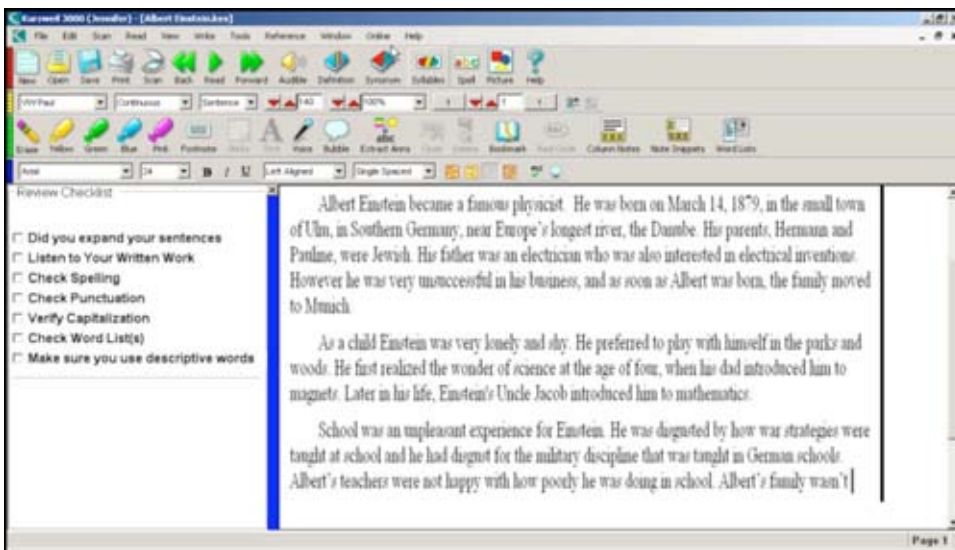 Kurzweil 3000 (Jennifer) - [Albert Einstein.kes]
File Edit Scan Read View Write Tools Reference Window Online Help
New Open Save Print Scan Back Read Forward Audible Definition Synonym Syllables Spell Picture Help
VW Paul Continuous Sentence 140 100% 1 1 1
Erase Yellow Green Blue Pink Footnote Voice Bubble Extract Anns Bookmark Column Notes Note Snippets Word Lists
Arial 24 B I U Left Aligned Single Spaced
Review Checklist
Did you expand your sentences
Listen to Your Written Work
Check Spelling
Check Punctuation
Verify Capitalization
Check Word List(s)
Make sure you use descriptive words
Albert Einstein became a famous physicist. He was born on March 14, 1879, in the small town
of Ulm, in Southern Germany, near Europe's longest river, the Danube. His parents, Hermann and
Pauline, were Jewish. His father was an electrician who was also interested in electrical inventions.
However he was very unsuccessful in his business, and as soon as Albert was born, the family moved
to Munich.
As a child Einstein was very lonely and shy. He preferred to play with himself in the parks and
woods. He first realized the wonder of science at the age of four, when his dad introduced him to
magnets. Later in his life, Einstein's Uncle Jacob introduced him to mathematics.
School was an unpleasant experience for Einstein. He was disgusted by how war strategies were
taught at school and he had disgust for the military discipline that was taught in German schools.
Albert's teachers were not happy with how poorly he was doing in school. Albert's family wasn't
Page 1